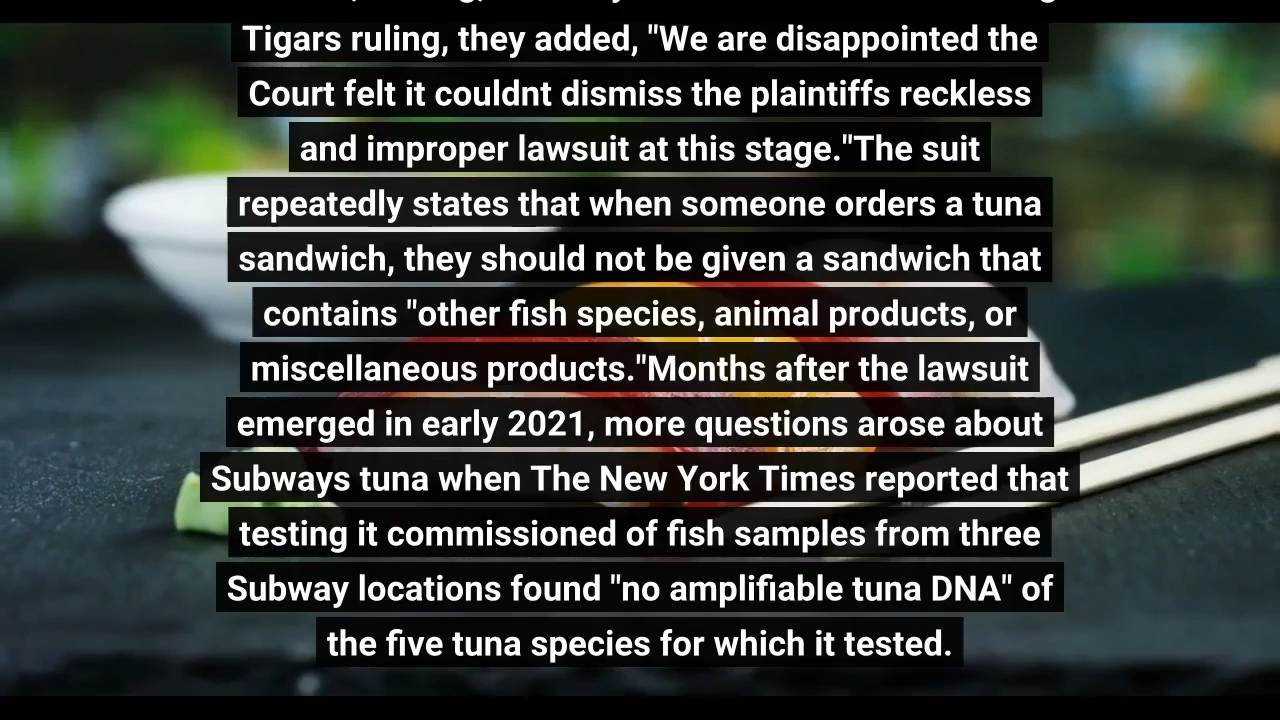 Tigars ruling, they added, "We are disappointed the
Court felt it couldnt dismiss the plaintiffs reckless
and improper lawsuit at this stage."The suit
repeatedly states that when someone orders a tuna
sandwich, they should not be given a sandwich that
contains "other fish species, animal products, or
miscellaneous products."Months after the lawsuit
emerged in early 2021, more questions arose about
Subways tuna when The New York Times reported that
testing it commissioned of fish samples from three
Subway locations found "no amplifiable tuna DNA" of
the five tuna species for which it tested.